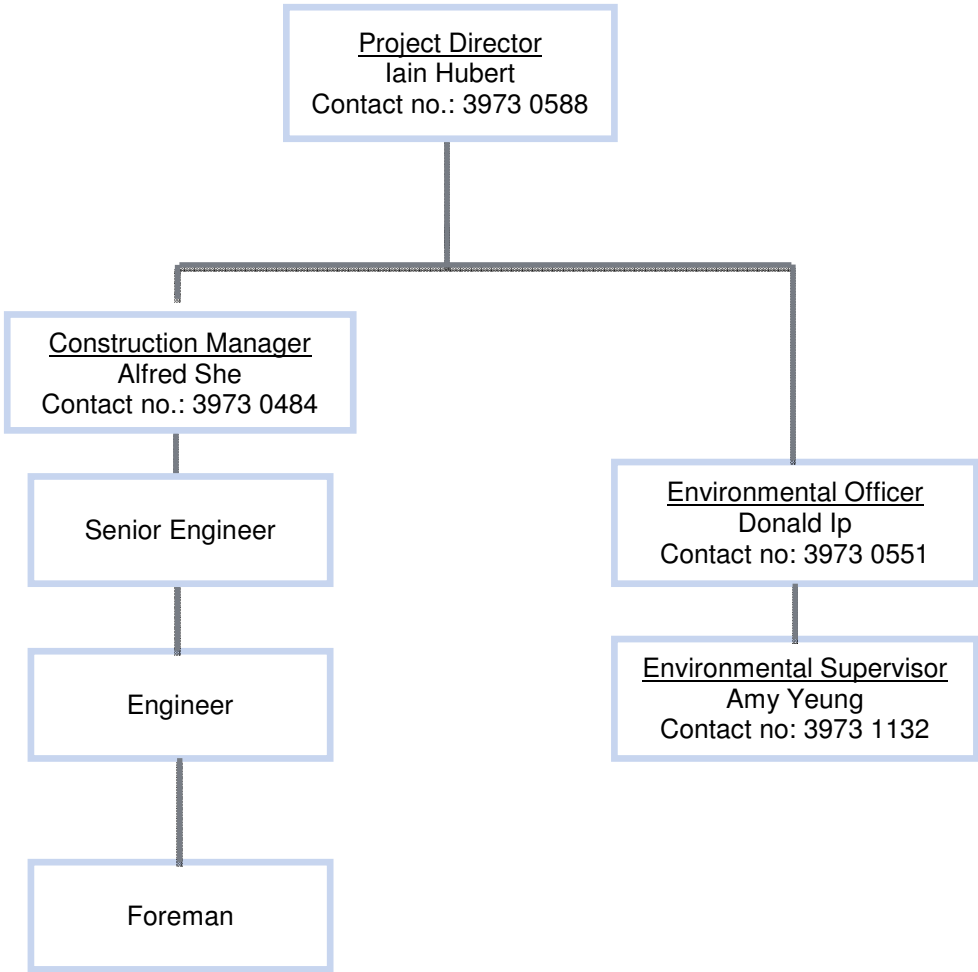 Project Director
Iain Hubert
Contact no.: 3973 0588
Construction Manager
Alfred She
Contact no.: 3973 0484
Senior Engineer
Engineer
Foreman
Environmental Officer
Donald Ip
Contact no: 3973 0551
Environmental Supervisor
Amy Yeung
Contact no: 3973 1132